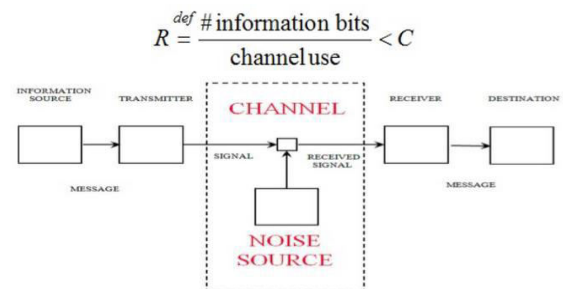 R def= # information bits / channel use < C
INFORMATION SOURCE
TRANSMITTER
CHANNEL
RECEIVER
DESTINATION
SIGNAL
RECEIVED SIGNAL
MESSAGE
MESSAGE
NOISE
SOURCE